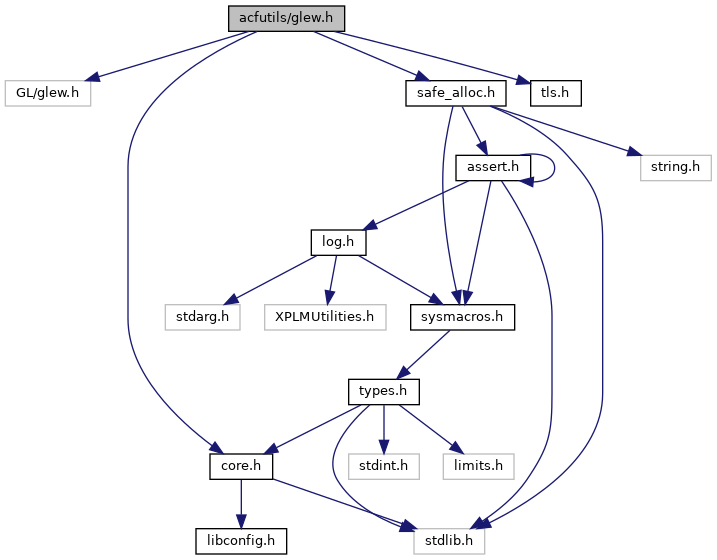 acfutils/glew.h
GL/glew.h
safe_alloc.h
tls.h
assert.h
string.h
log.h
stdarg.h
XPLMUtilities.h
sysmacros.h
types.h
core.h
stdint.h
limits.h
libconfig.h
stdlib.h